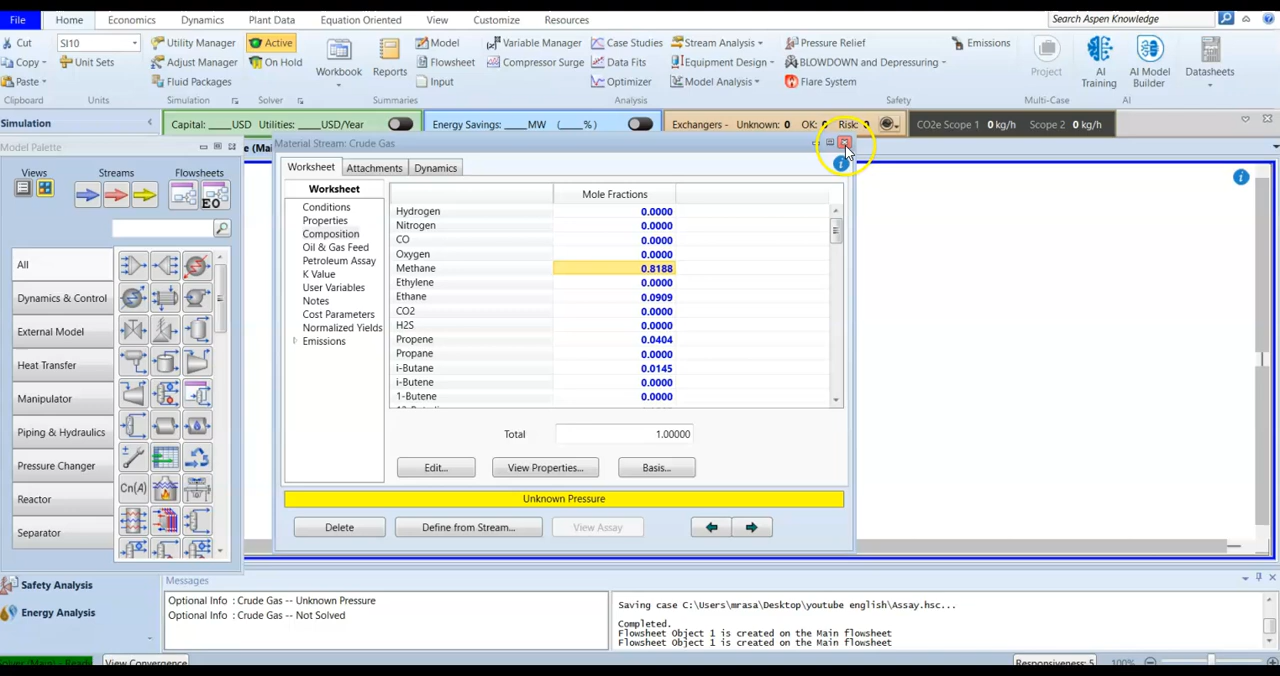 File Home Economics Dynamics Plant Data Equation Oriented View Customize Resources Search Aspen Knowledge
Cut SI10 Utility Manager Active Model Variable Manager Case Studies Stream Analysis Pressure Relief Emissions
Copy Unit Sets Adjust Manager On Hold Workbook Reports Flowsheet Compressor Surge Data Fits Equipment Design BLOWDOWN and Depressuring Project AI Training AI Model Builder Datasheets
Paste Fluid Packages Input Optimizer Model Analysis Flare System
Clipboard Units Simulation Solver Summaries Analysis Safety Multi-Case AI
Simulation Capital: ____USD Utilities: ____USD/Year Energy Savings: ____MW (____%) Exchangers - Unknown: 0 OK: 0 Risk: 0 CO2e Scope 1 0 kg/h Scope 2 0 kg/h
Model Palette
Material Stream: Crude Gas
Views Streams Flowsheets
EO
All
Dynamics & Control
External Model
Heat Transfer
Manipulator
Piping & Hydraulics
Pressure Changer
Reactor
Separator
Cn(A)
Worksheet Attachments Dynamics
Worksheet
Conditions
Properties
Composition
Oil & Gas Feed
Petroleum Assay
K Value
User Variables
Notes
Cost Parameters
Normalized Yields
Emissions
Mole Fractions
Hydrogen 0.0000
Nitrogen 0.0000
CO 0.0000
Oxygen 0.0000
Methane 0.8188
Ethylene 0.0000
Ethane 0.0909
CO2 0.0000
H2S 0.0000
Propene 0.0404
Propane 0.0000
i-Butane 0.0145
i-Butene 0.0000
1-Butene 0.0000
Total 1.00000
Edit... View Properties... Basis...
Unknown Pressure
Delete Define from Stream... View Assay
Safety Analysis
Energy Analysis
Messages
Optional Info : Crude Gas -- Unknown Pressure
Optional Info : Crude Gas -- Not Solved
Saving case C:\Users\mrasa\Desktop\youtube english\Assay.hsc...
Completed.
Flowsheet Object 1 is created on the Main flowsheet
Flowsheet Object 1 is created on the Main flowsheet
View Convergence Responsiveness: 5 100%